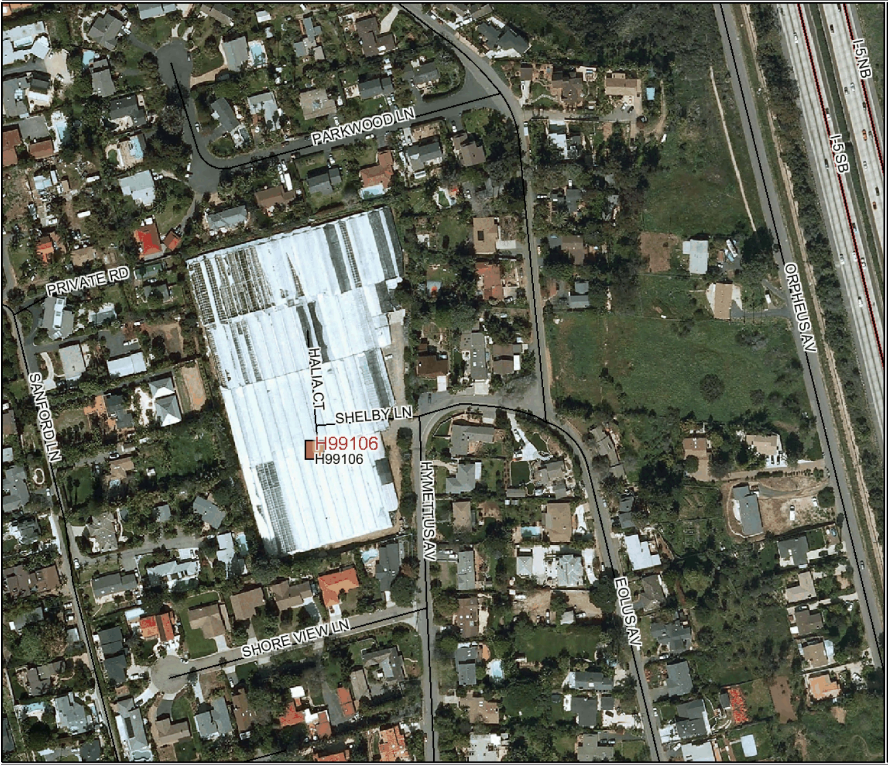 I-5 NB
I-5 SB
PARKWOOD LN
PRIVATE RD
ORPHEUS AV
SANFORD LN
HALIA CT
SHELBY LN
H99106
H99106
HYMETTUS AV
EOLUS AV
SHORE VIEW LN